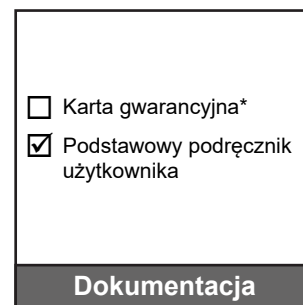 Karta gwarancyjna*
Podstawowy podręcznik
użytkownika
Dokumentacja